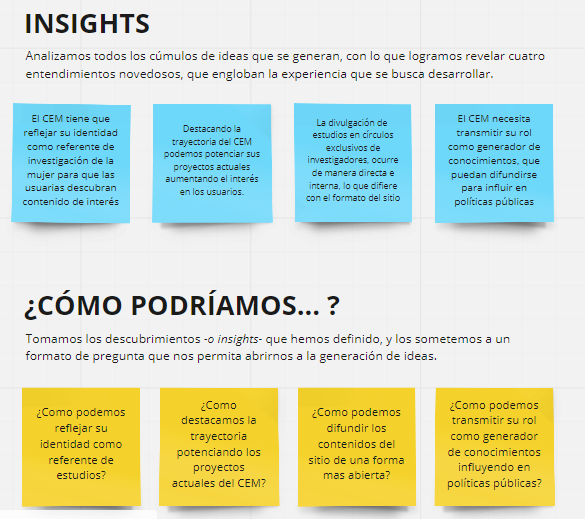 INSIGHTS
Analizamos todos los cúmulos de ideas que se generan, con lo que logramos revelar cuatro
entendimientos novedosos, que engloban la experiencia que se busca desarrollar.
El CEM tiene que
reflejar su identidad
como referente de
investigación de la
mujer para que las
usuarias descubran
contenido de interés
Destacando la
trayectoria del CEM
podemos potenciar sus
proyectos actuales
aumentando el interés
en los usuarios.
La divulgación de
estudios en círculos
exclusivos de
investigadores, ocurre
de manera directa e
interna, lo que difiere
con el formato del sitio
El CEM necesita
transmitir su rol
como generador de
conocimientos, que
puedan difundirse
para influir en
políticas públicas
¿CÓMO PODRÍAMOS... ?
Tomamos los descubrimientos -o insights- que hemos definido, y los sometemos a un
formato de pregunta que nos permita abrirnos a la generación de ideas.
¿Como podemos
reflejar su
identidad como
referente de
estudios?
¿Como
destacamos la
trayectoria
potenciando los
proyectos
actuales del CEM?
¿Como podemos
difundir los
contenidos del
sitio de una forma
mas abierta?
¿Como podemos
transmitir su rol
como generador
de conocimientos
influyendo en
políticas públicas?